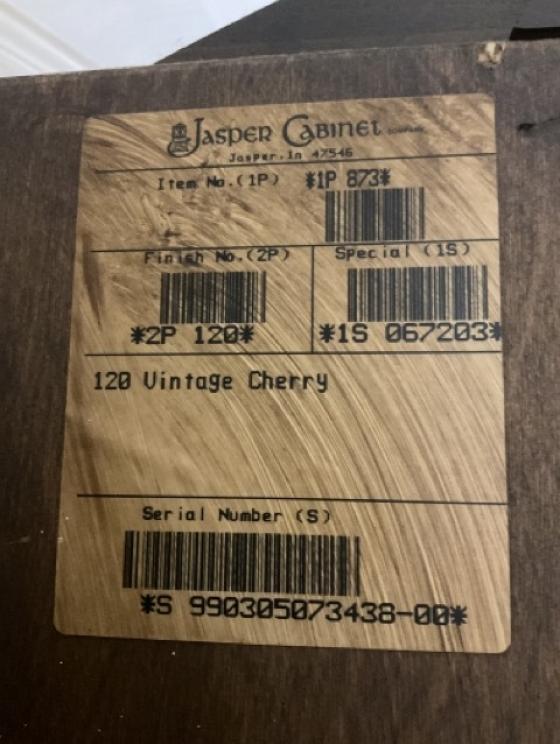 JASPER CABINET COMPANY
Jasper, In 47546
Item No.(1P) *1P 873*
Finish No.(2P) Special (1S)
*2P 120* *1S 067203*
120 Vintage Cherry
Serial Number (S)
*S 990305073438-00*